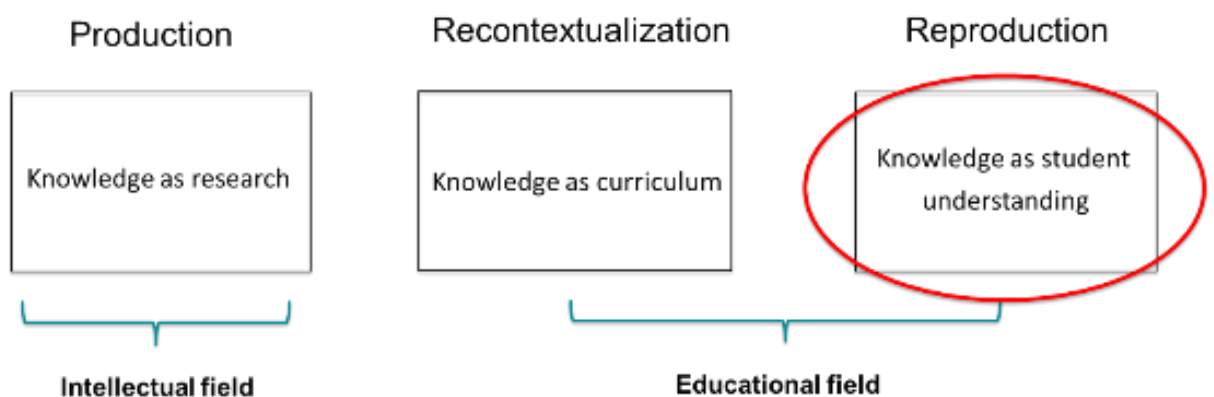 Production
Recontextualization
Reproduction
Knowledge as research
Knowledge as curriculum
Knowledge as student
understanding
Intellectual field
Educational field